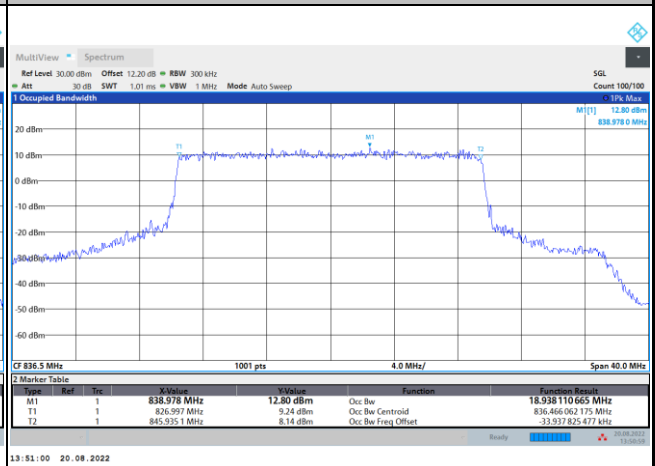 MultiView Spectrum
Ref Level 30.00 dBm Offset 12.20 dB RBW 300 kHz SGL
Att 30 dB SWT 1.01 ms VBW 1 MHz Mode Auto Sweep Count 100/100
1 Occupied Bandwidth 1Pk Max
M1[1] 12.80 dBm
838.978 0 MHz
20 dBm
M1
T1 T2
10 dBm
0 dBm
-10 dBm
-20 dBm
-30 dBm
-40 dBm
-50 dBm
-60 dBm
CF 836.5 MHz 1001 pts 4.0 MHz/ Span 40.0 MHz
2 Marker Table
Type Ref Trc X-Value Y-Value Function Function Result
M1 1 838.978 MHz 12.80 dBm Occ Bw 18.938 110 665 MHz
T1 1 826.997 MHz 9.24 dBm Occ Bw Centroid 836.466 062 175 MHz
T2 1 845.935 1 MHz 8.14 dBm Occ Bw Freq Offset -33.937 825 477 kHz
Ready 20.08.2022
13:50:59
13:51:00 20.08.2022